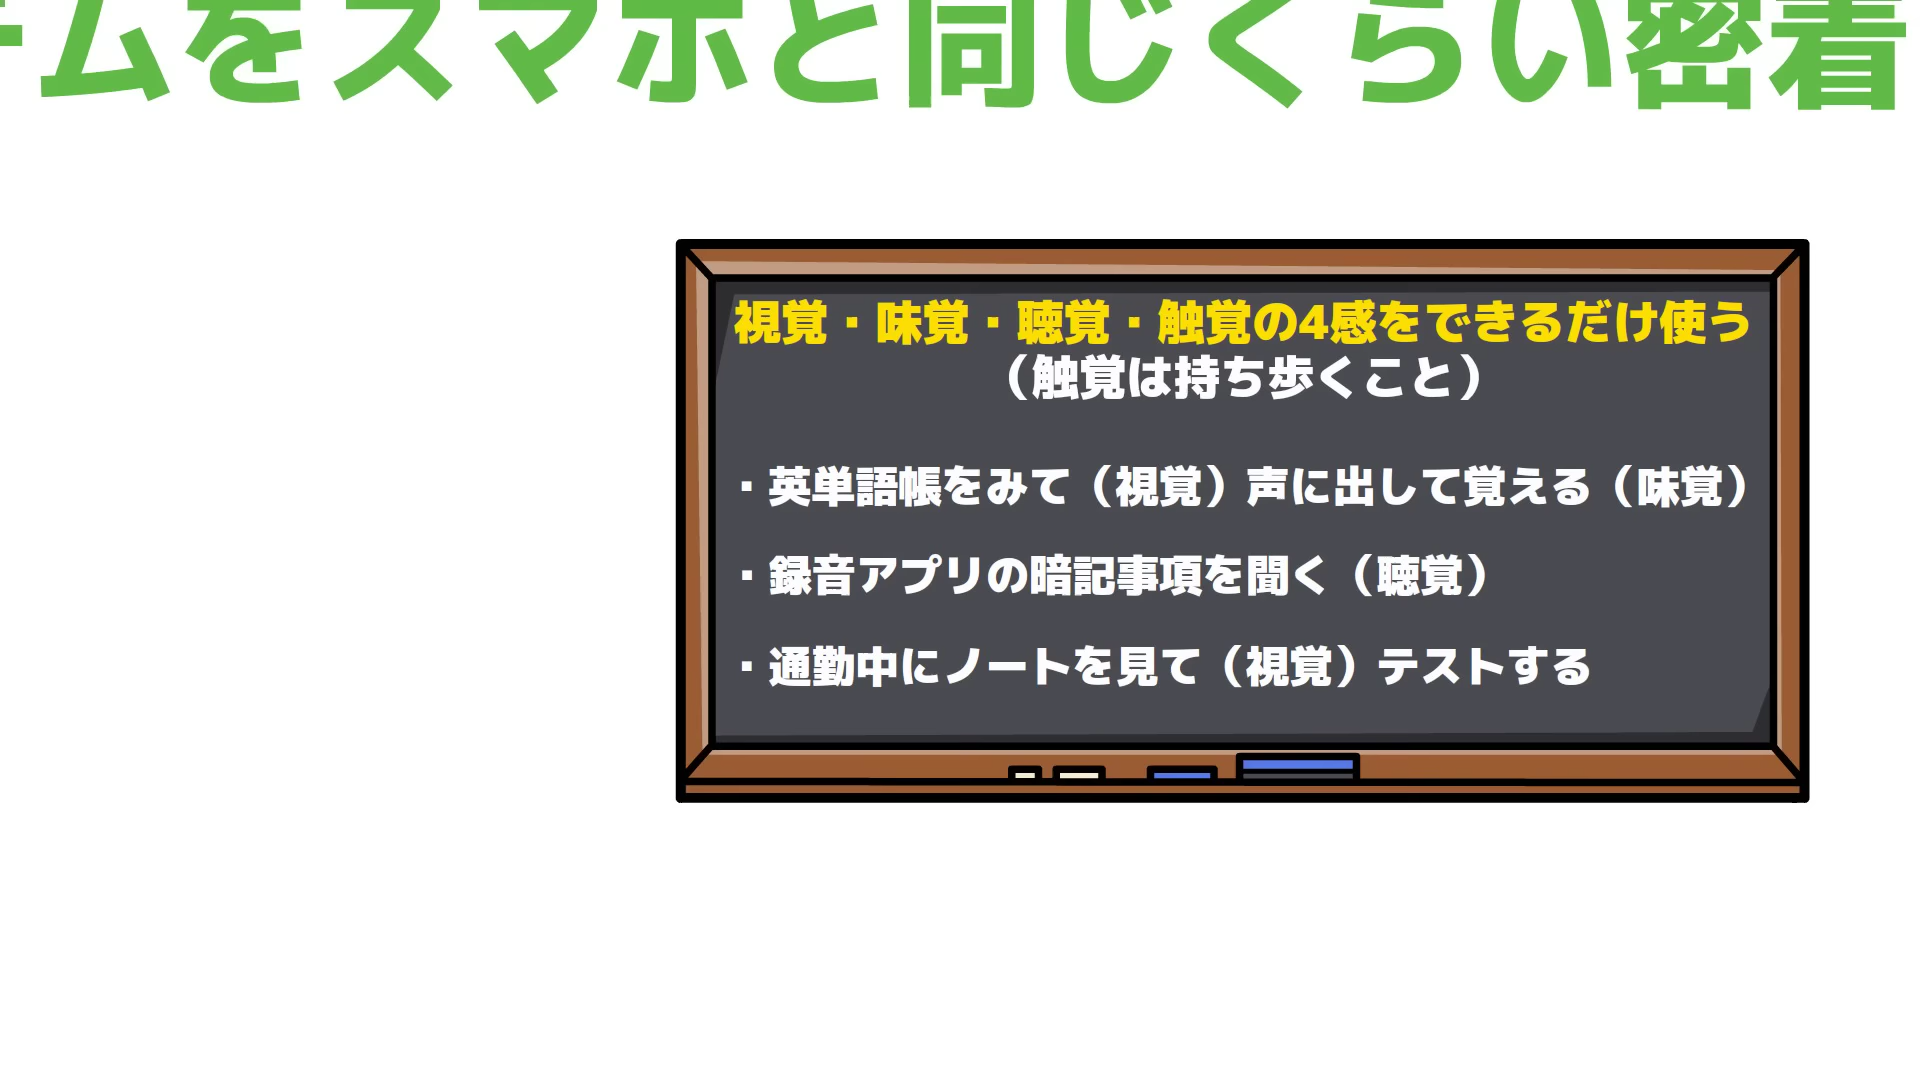 ムをスマホと同じくらい密着
視覚・味覚・聴覚・触覚の4感をできるだけ使う
（触覚は持ち歩くこと）
・英単語帳をみて（視覚）声に出して覚える（味覚）
・録音アプリの暗記事項を聞く（聴覚）
・通勤中にノートを見て（視覚）テストする